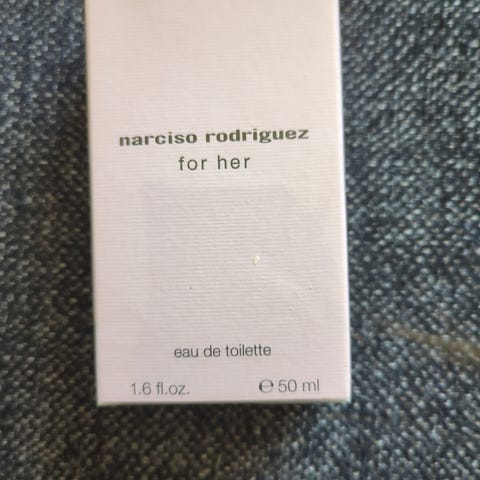 narciso rodriguez
for her
eau de toilette
1.6 fl.oz. ℮ 50 ml